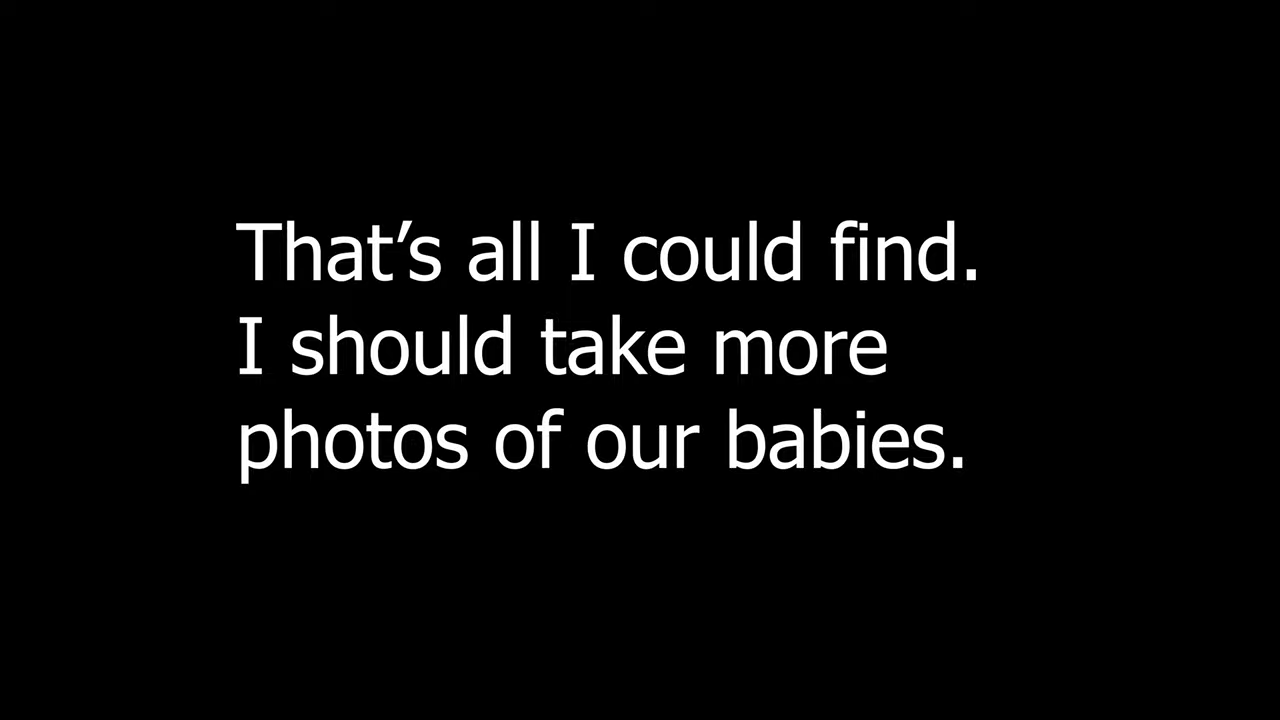 That’s all I could find.
I should take more
photos of our babies.